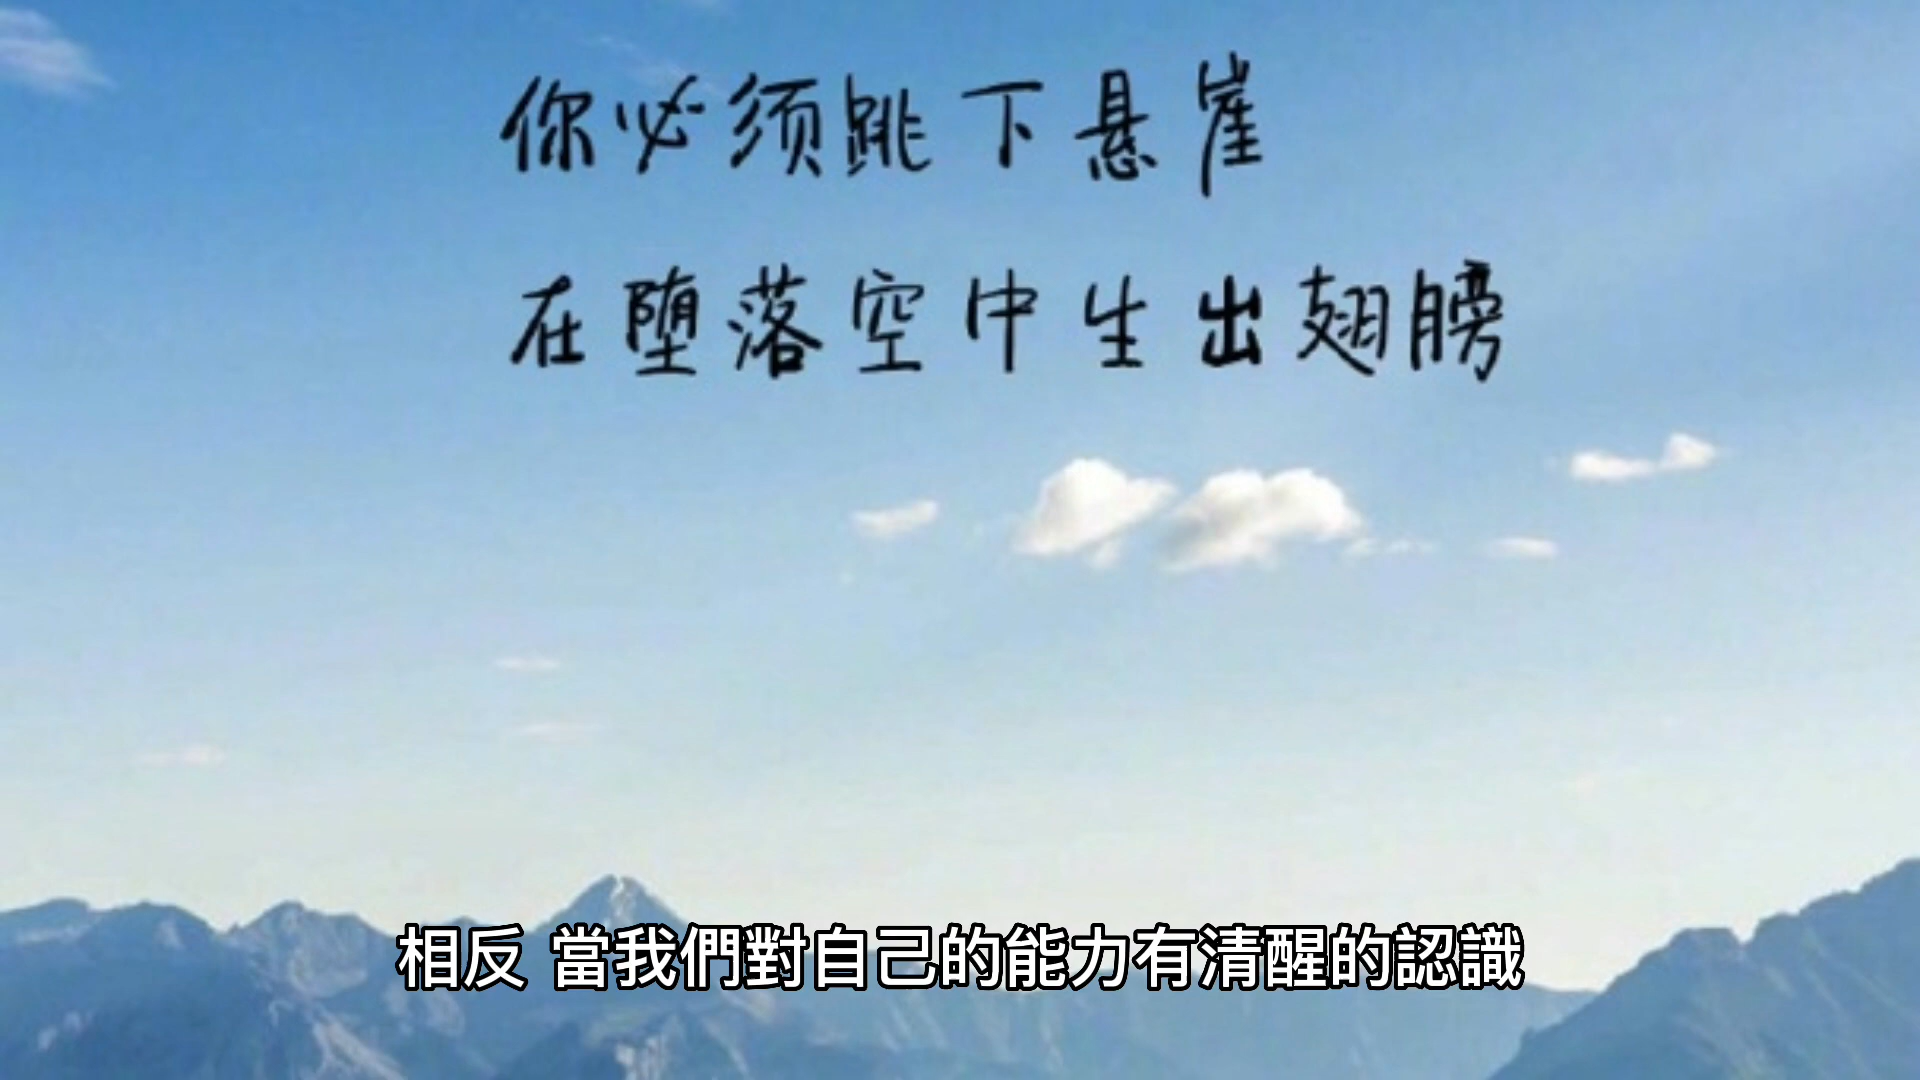 你必须跳下悬崖
在堕落空中生出翅膀
相反 當我們對自己的能力有清醒的認識